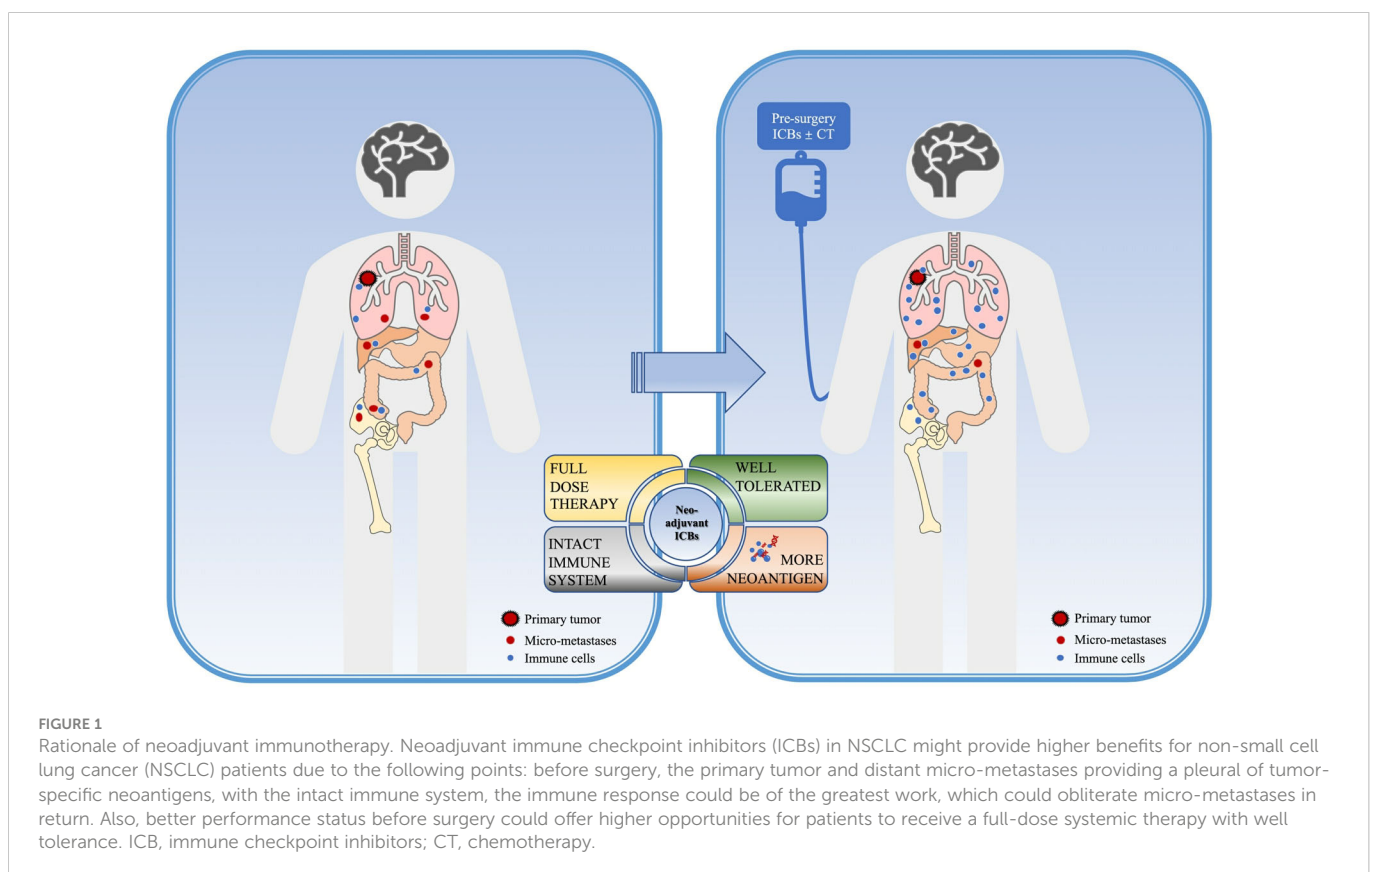 Pre-surgery
ICBs ± CT
FULL
DOSE
THERAPY
WELL
TOLERATED
Neo-
adjuvant
ICBs
INTACT
IMMUNE
SYSTEM
MORE
NEOANTIGEN
Primary tumor
Micro-metastases
Immune cells
Primary tumor
Micro-metastases
Immune cells
FIGURE 1
Rationale of neoadjuvant immunotherapy. Neoadjuvant immune checkpoint inhibitors (ICBs) in NSCLC might provide higher benefits for non-small cell
lung cancer (NSCLC) patients due to the following points: before surgery, the primary tumor and distant micro-metastases providing a pleural of tumor-
specific neoantigens, with the intact immune system, the immune response could be of the greatest work, which could obliterate micro-metastases in
return. Also, better performance status before surgery could offer higher opportunities for patients to receive a full-dose systemic therapy with well
tolerance. ICB, immune checkpoint inhibitors; CT, chemotherapy.